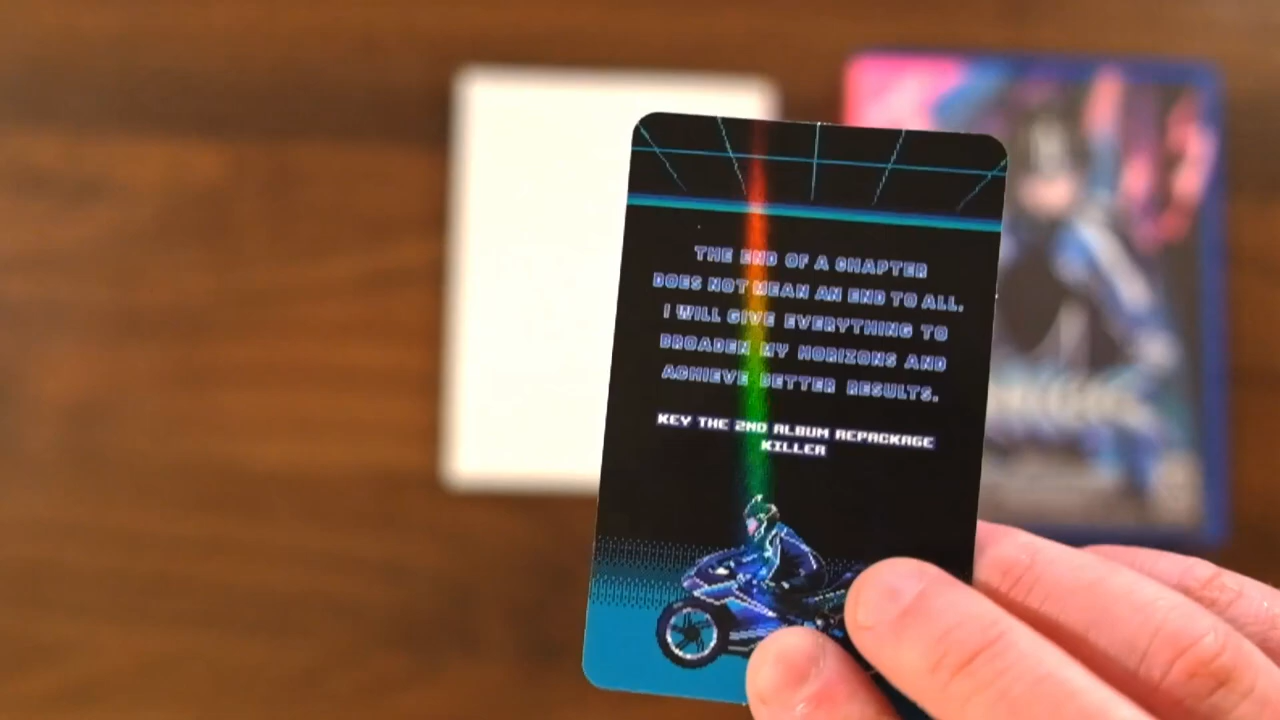 THE END OF A CHAPTER
DOES NOT MEAN AN END TO ALL.
I WILL GIVE EVERYTHING TO
BROADEN MY HORIZONS AND
ACHIEVE BETTER RESULTS.
KEY THE 2ND ALBUM REPACKAGE
KILLER